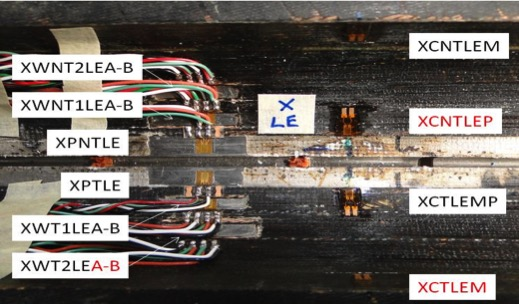 XCNTLEM
XWNT2LEA-B
XWNT1LEA-B
X
LE
XCNTLEP
XPNTLE
XPTLE
XCTLEMP
XWT1LEA-B
XWT2LEA-B
XCTLEM